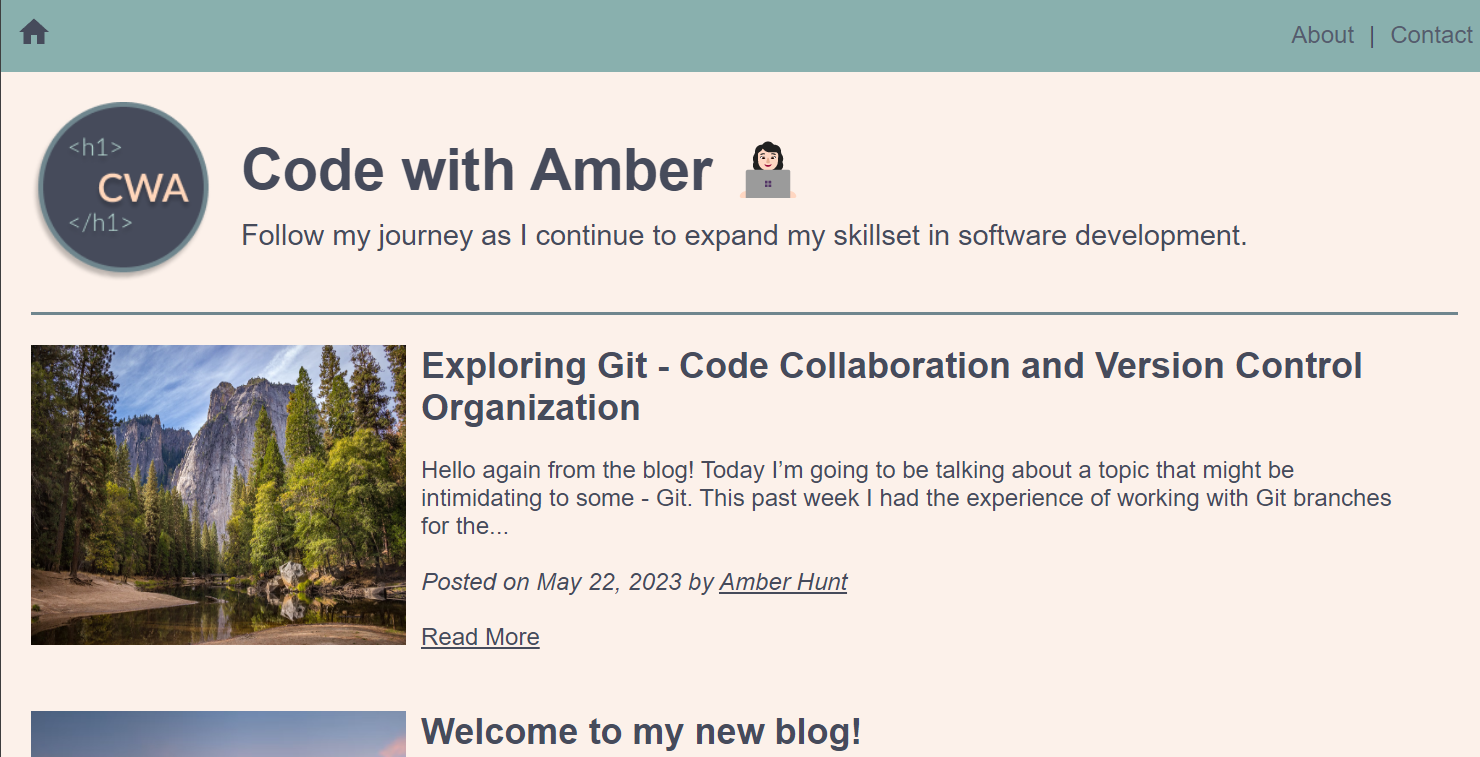 About | Contact
<h1>
CWA
</h1>
Code with Amber
Follow my journey as I continue to expand my skillset in software development.
Exploring Git - Code Collaboration and Version Control
Organization
Hello again from the blog! Today I’m going to be talking about a topic that might be
intimidating to some - Git. This past week I had the experience of working with Git branches
for the...
Posted on May 22, 2023 by Amber Hunt
Read More
Welcome to my new blog!